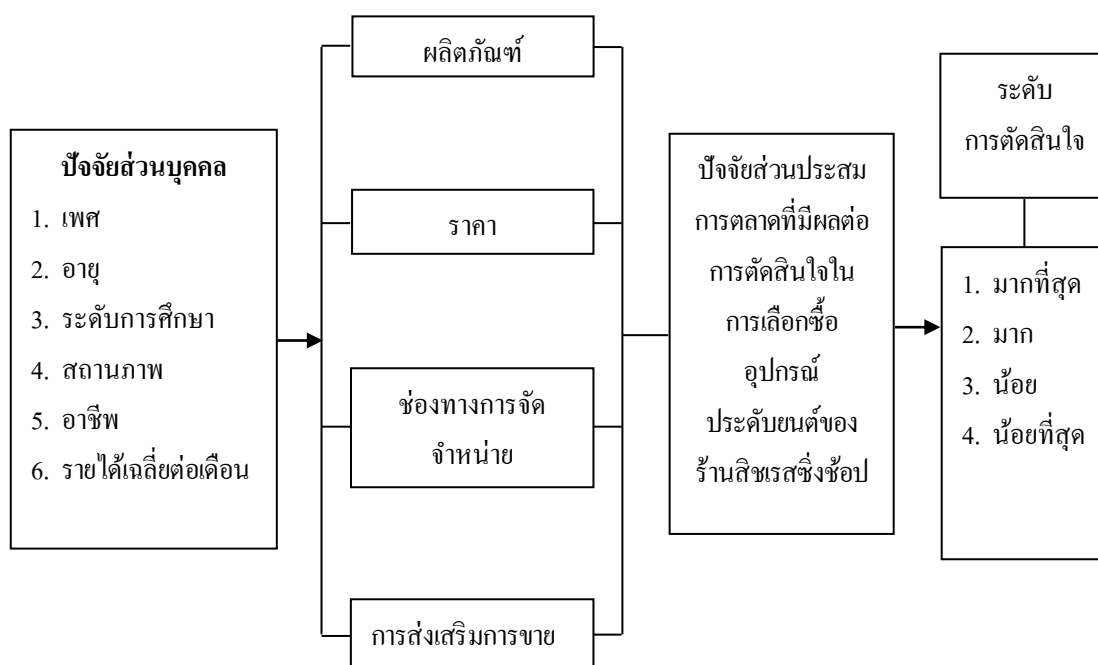 ปัจจัยส่วนบุคคล
1. เพศ
2. อายุ
3. ระดับการศึกษา
4. สถานภาพ
5. อาชีพ
6. รายได้เฉลี่ยต่อเดือน
ผลิตภัณฑ์
ราคา
ช่องทางการจัด
จำหน่าย
การส่งเสริมการขาย
ปัจจัยส่วนประสม
การตลาดที่มีผลต่อ
การตัดสินใจใน
การเลือกซื้อ
อุปกรณ์
ประดับยนต์ของ
ร้านสิชเรสซิ่งช้อป
ระดับ
การตัดสินใจ
1. มากที่สุด
2. มาก
3. น้อย
4. น้อยที่สุด